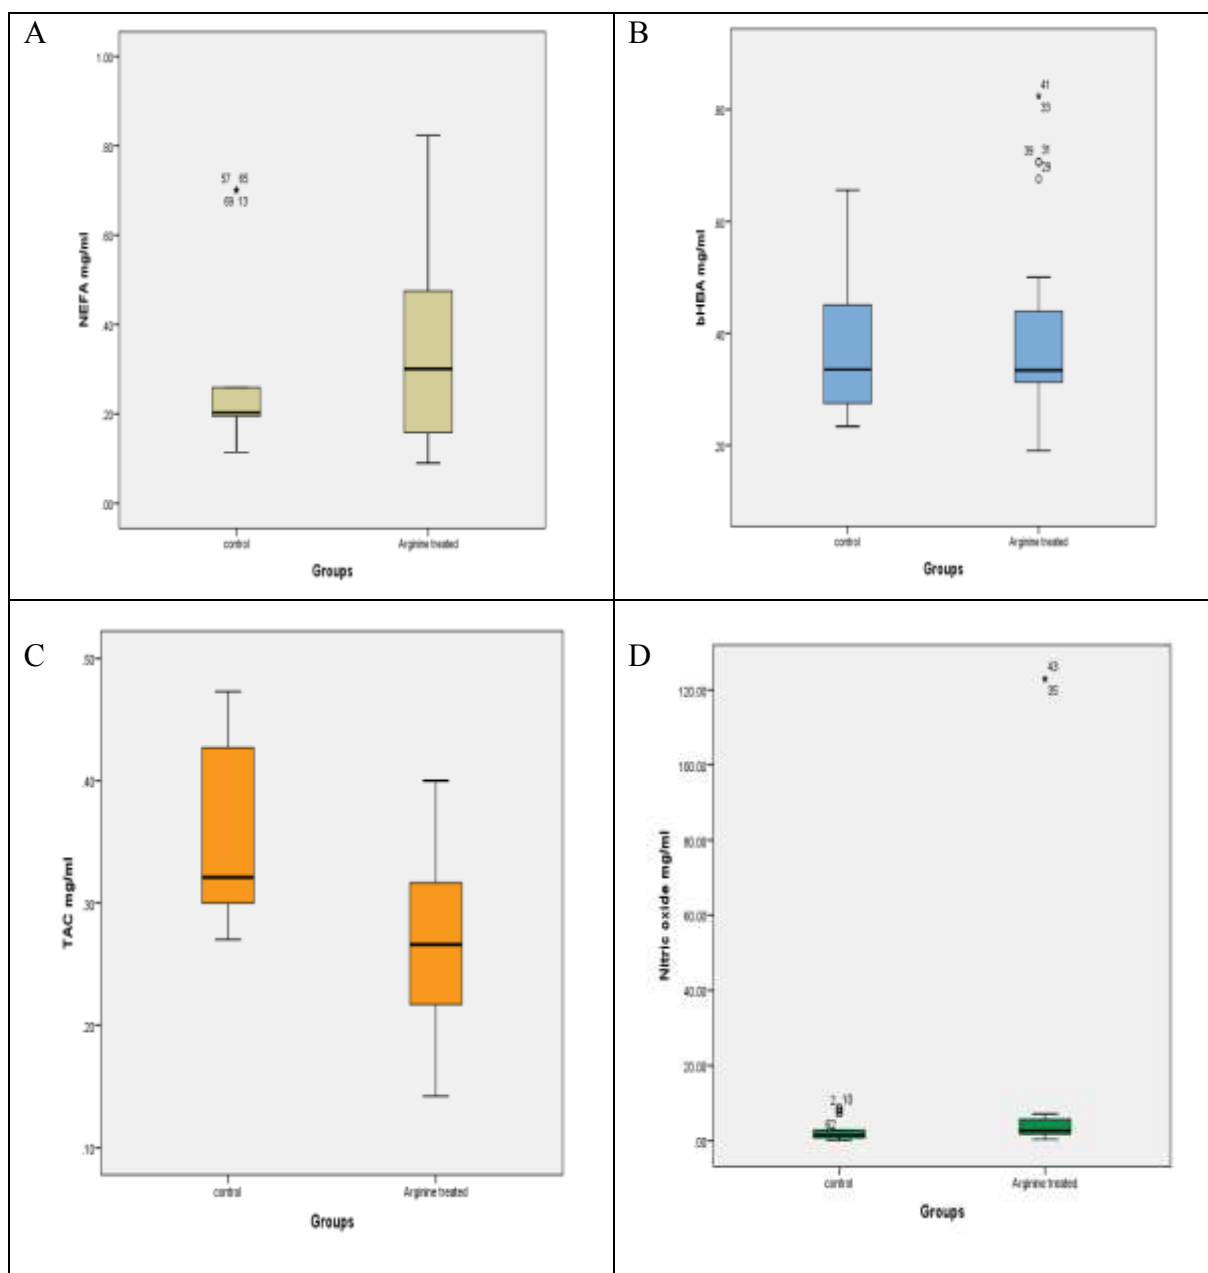 A
1.00
.80
.60
.40
.20
.00
NEFA mg/ml
57 65
69 13
control
Arginine treated
Groups
B
.80
.60
.40
.20
bHBA mg/ml
41
33
31
29
control
Arginine treated
Groups
C
.50
.40
.30
.20
.10
TAC mg/ml
control
Arginine treated
Groups
D
120.00
100.00
80.00
60.00
40.00
20.00
.00
Nitric oxide mg/ml
2 10
43
35
control
Arginine treated
Groups